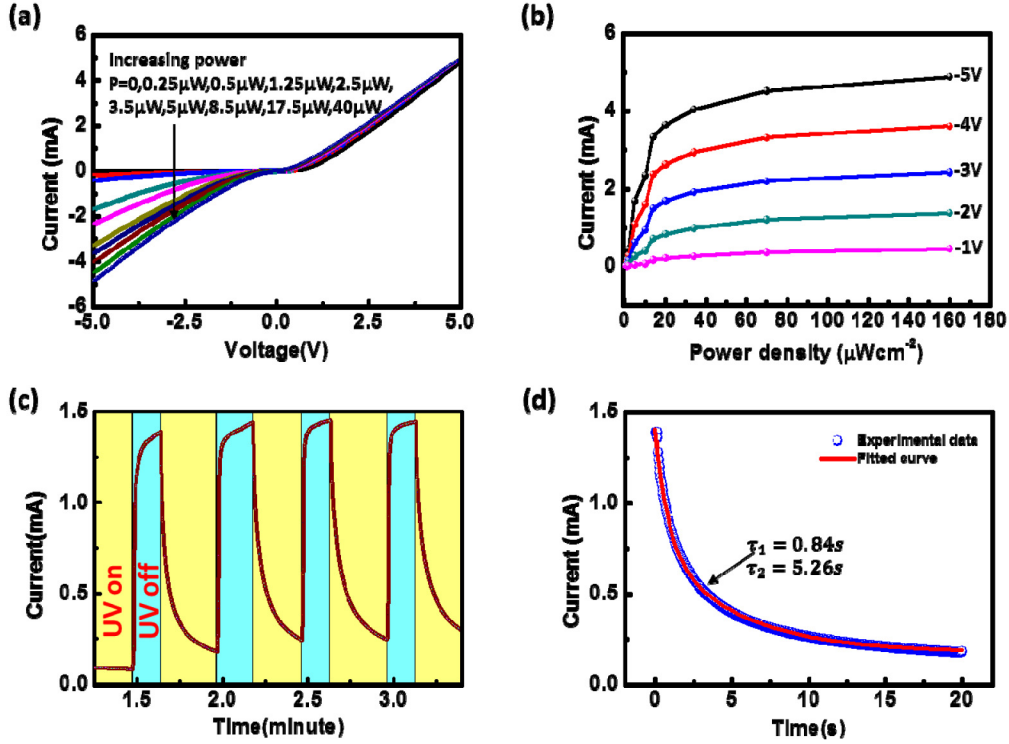 (a)
6
4
2
0
-2
-4
-6
Current (mA)
Increasing power
P=0,0.25μW,0.5μW,1.25μW,2.5μW,
3.5μW,5μW,8.5μW,17.5μW,40μW
-5.0
-2.5
0.0
2.5
5.0
Voltage(V)
(b)
6
4
2
0
Current (mA)
-5V
-4V
-3V
-2V
-1V
0
20
40
60
80
100
120
140
160
180
Power density (μWcm⁻²)
(c)
1.5
1.0
0.5
0.0
Current(mA)
UV on
UV off
1.5
2.0
2.5
3.0
Time(minute)
(d)
1.5
1.0
0.5
0.0
Current (mA)
Experimental data
Fitted curve
τ₁ = 0.84s
τ₂ = 5.26s
0
5
10
15
20
Time(s)